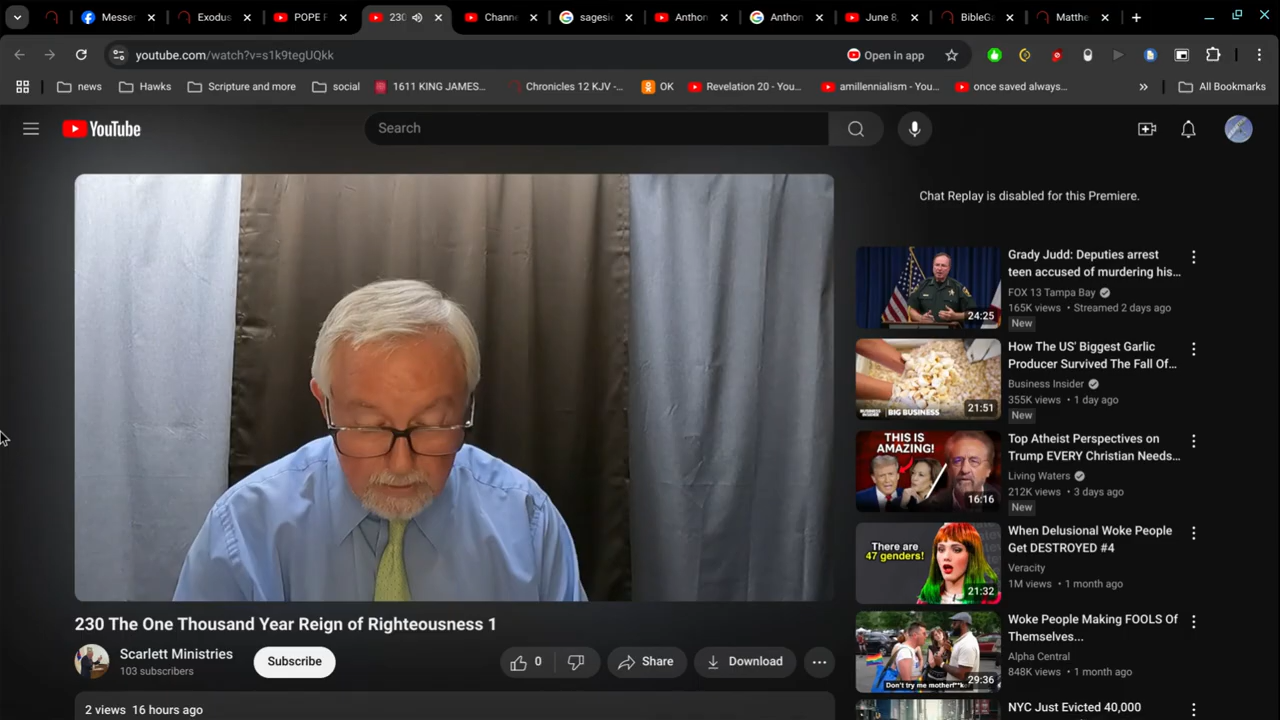 Messer
Exodus
POPE F
230
Channe
sagesi
Anthon
Anthon
June 8,
BibleGa
Matthe
youtube.com/watch?v=s1k9tegUQkk
Open in app
news
Hawks
Scripture and more
social
1611 KING JAMES...
Chronicles 12 KJV -...
OK
Revelation 20 - You...
amillennialism - You...
once saved always...
»
All Bookmarks
YouTube
Search
Chat Replay is disabled for this Premiere.
Grady Judd: Deputies arrest
teen accused of murdering his...
FOX 13 Tampa Bay
165K views • Streamed 2 days ago
New
24:25
How The US' Biggest Garlic
Producer Survived The Fall Of...
Business Insider
355K views • 1 day ago
New
BUSINESS INSIDER BIG BUSINESS
21:51
Top Atheist Perspectives on
Trump EVERY Christian Needs...
Living Waters
212K views • 3 days ago
New
THIS IS
AMAZING!
16:16
When Delusional Woke People
Get DESTROYED #4
Veracity
1M views • 1 month ago
There are
47 genders!
21:32
Woke People Making FOOLS Of
Themselves...
Alpha Central
848K views • 1 month ago
Don't try me motherf**k
29:36
NYC Just Evicted 40,000
230 The One Thousand Year Reign of Righteousness 1
Scarlett Ministries
103 subscribers
Subscribe
0
Share
Download
2 views 16 hours ago